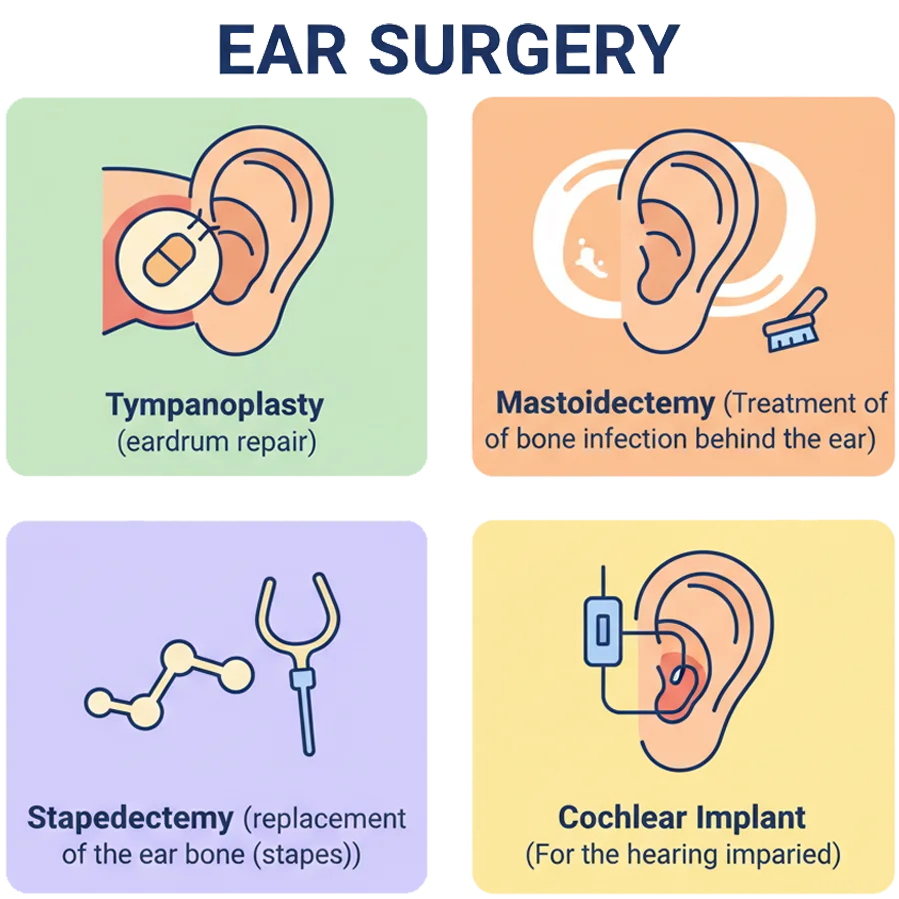 EAR SURGERY
Tympanoplasty
(eardrum repair)
Mastoidectemy (Treatment of
of bone infection behind the ear)
Stapedectemy (replacement
of the ear bone (stapes))
Cochlear Implant
(For the hearing imparied)